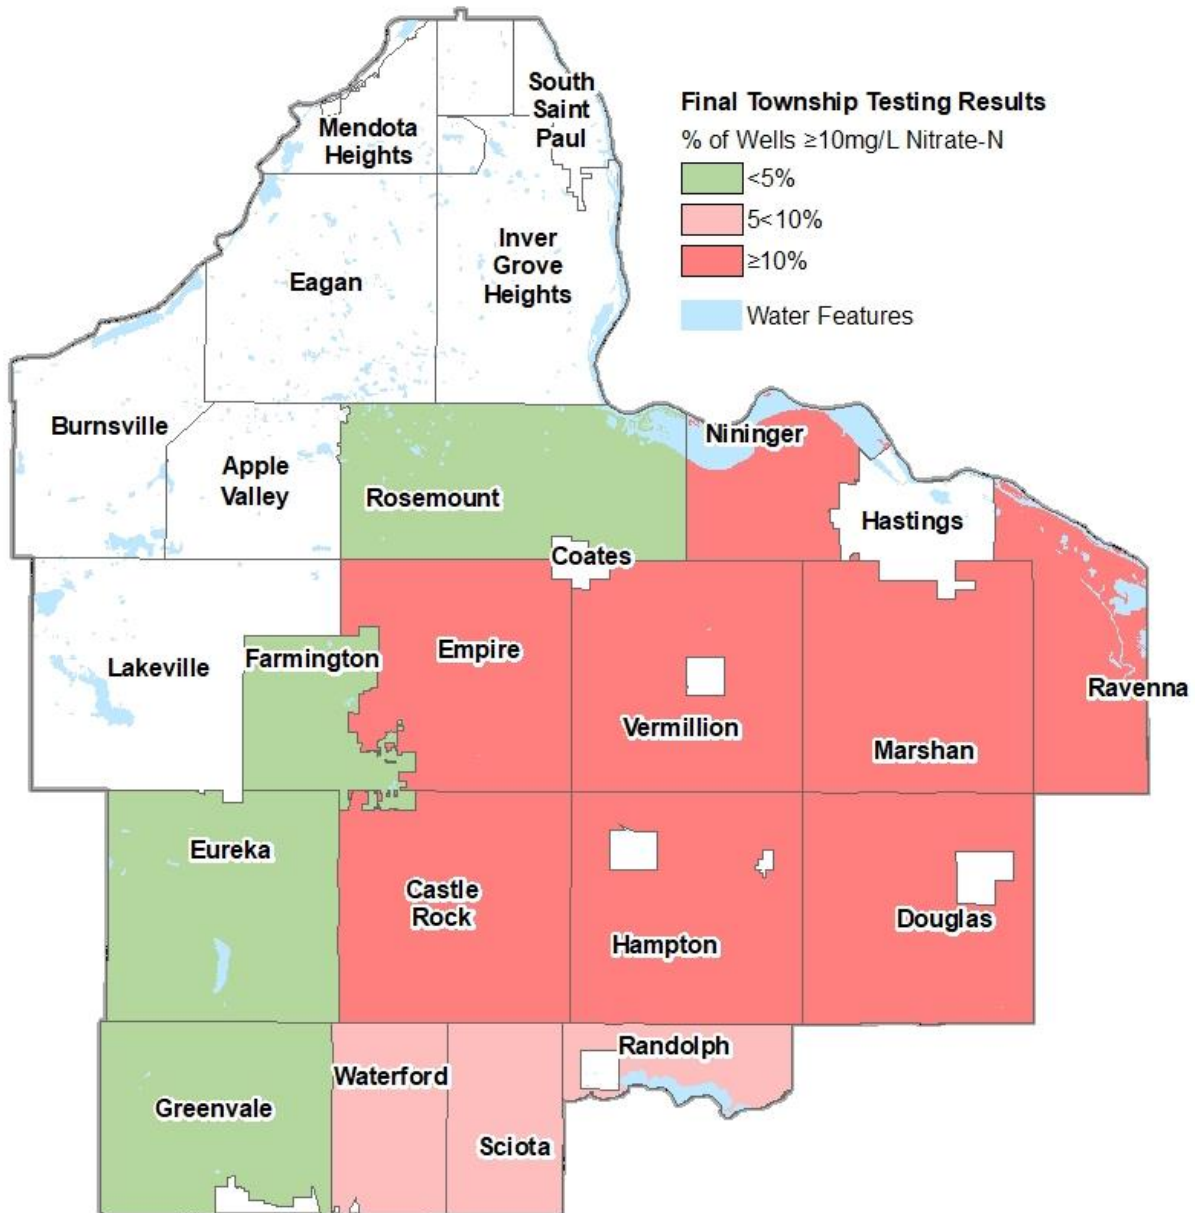 South
Saint
Paul
Mendota
Heights
Final Township Testing Results
% of Wells ≥10mg/L Nitrate-N
<5%
5<10%
≥10%
Water Features
Inver
Grove
Heights
Eagan
Burnsville
Nininger
Apple
Valley
Rosemount
Hastings
Coates
Lakeville
Farmington
Empire
Ravenna
Vermillion
Marshan
Eureka
Castle
Rock
Douglas
Hampton
Randolph
Waterford
Greenvale
Sciota